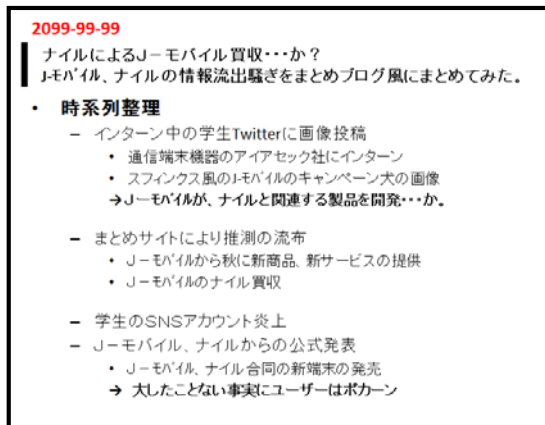 2099-99-99
ナイルによるJ－モバイル買収・・・か？
J-ﾓﾊﾞｲﾙ、ナイルの情報流出騒ぎをまとめブログ風にまとめてみた。
• 時系列整理
– インターン中の学生Twitterに画像投稿
• 通信端末機器のアイアセック社にインターン
• スフィンクス風のJ-ﾓﾊﾞｲﾙのキャンペーン犬の画像
→Jーモバイルが、ナイルと関連する製品を開発・・・か。
– まとめサイトにより推測の流布
• J－ﾓﾊﾞｲﾙから秋に新商品、新サービスの提供
• J－ﾓﾊﾞｲﾙのナイル買収
– 学生のSNSアカウント炎上
– J－モバイル、ナイルからの公式発表
• J－ﾓﾊﾞｲﾙ、ナイル合同の新端末の発売
→ 大したことない事実にユーザーはポカーン